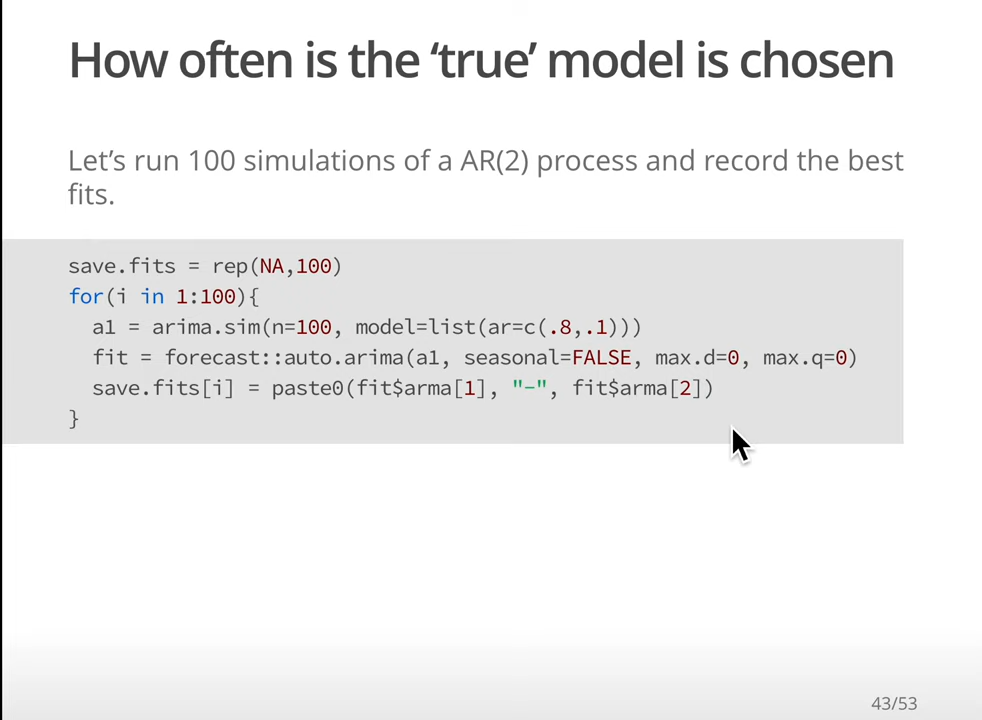 How often is the ‘true’ model is chosen
Let’s run 100 simulations of a AR(2) process and record the best
fits.
save.fits = rep(NA,100)
for(i in 1:100){
  a1 = arima.sim(n=100, model=list(ar=c(.8,.1)))
  fit = forecast::auto.arima(a1, seasonal=FALSE, max.d=0, max.q=0)
  save.fits[i] = paste0(fit$arma[1], "-", fit$arma[2])
}
43/53